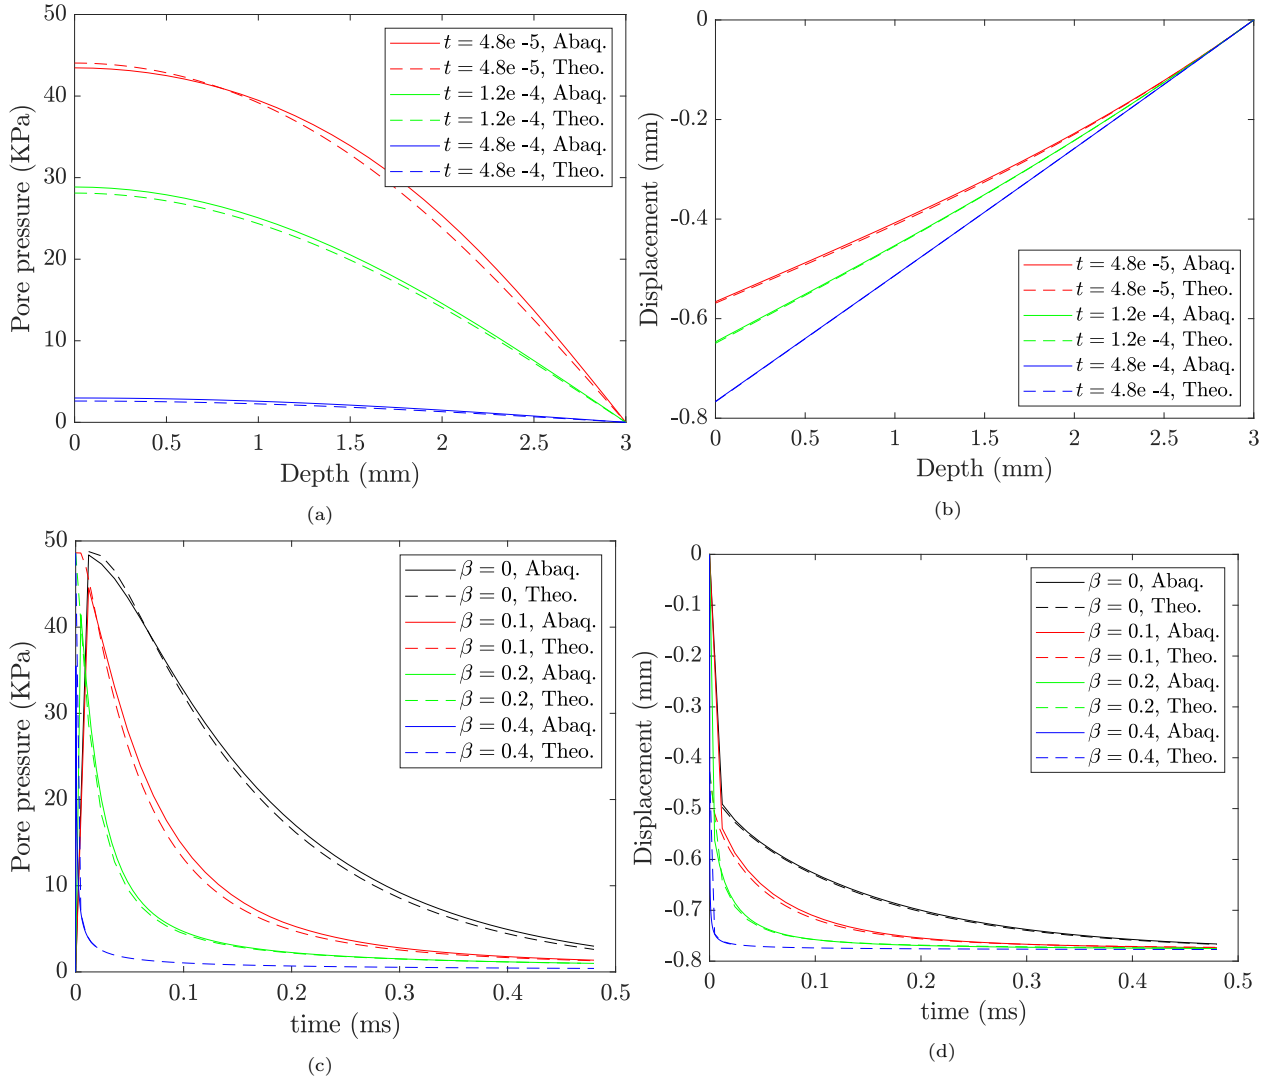 50
40
30
20
10
0
Pore pressure (KPa)
t = 4.8e -5, Abaq.
t = 4.8e -5, Theo.
t = 1.2e -4, Abaq.
t = 1.2e -4, Theo.
t = 4.8e -4, Abaq.
t = 4.8e -4, Theo.
0 0.5 1 1.5 2 2.5 3
Depth (mm)
(a)
0
-0.2
-0.4
-0.6
-0.8
Displacement (mm)
t = 4.8e -5, Abaq.
t = 4.8e -5, Theo.
t = 1.2e -4, Abaq.
t = 1.2e -4, Theo.
t = 4.8e -4, Abaq.
t = 4.8e -4, Theo.
0 0.5 1 1.5 2 2.5 3
Depth (mm)
(b)
50
40
30
20
10
0
Pore pressure (KPa)
β = 0, Abaq.
β = 0, Theo.
β = 0.1, Abaq.
β = 0.1, Theo.
β = 0.2, Abaq.
β = 0.2, Theo.
β = 0.4, Abaq.
β = 0.4, Theo.
0 0.1 0.2 0.3 0.4 0.5
time (ms)
(c)
0
-0.1
-0.2
-0.3
-0.4
-0.5
-0.6
-0.7
-0.8
Displacement (mm)
β = 0, Abaq.
β = 0, Theo.
β = 0.1, Abaq.
β = 0.1, Theo.
β = 0.2, Abaq.
β = 0.2, Theo.
β = 0.4, Abaq.
β = 0.4, Theo.
0 0.1 0.2 0.3 0.4 0.5
time (ms)
(d)